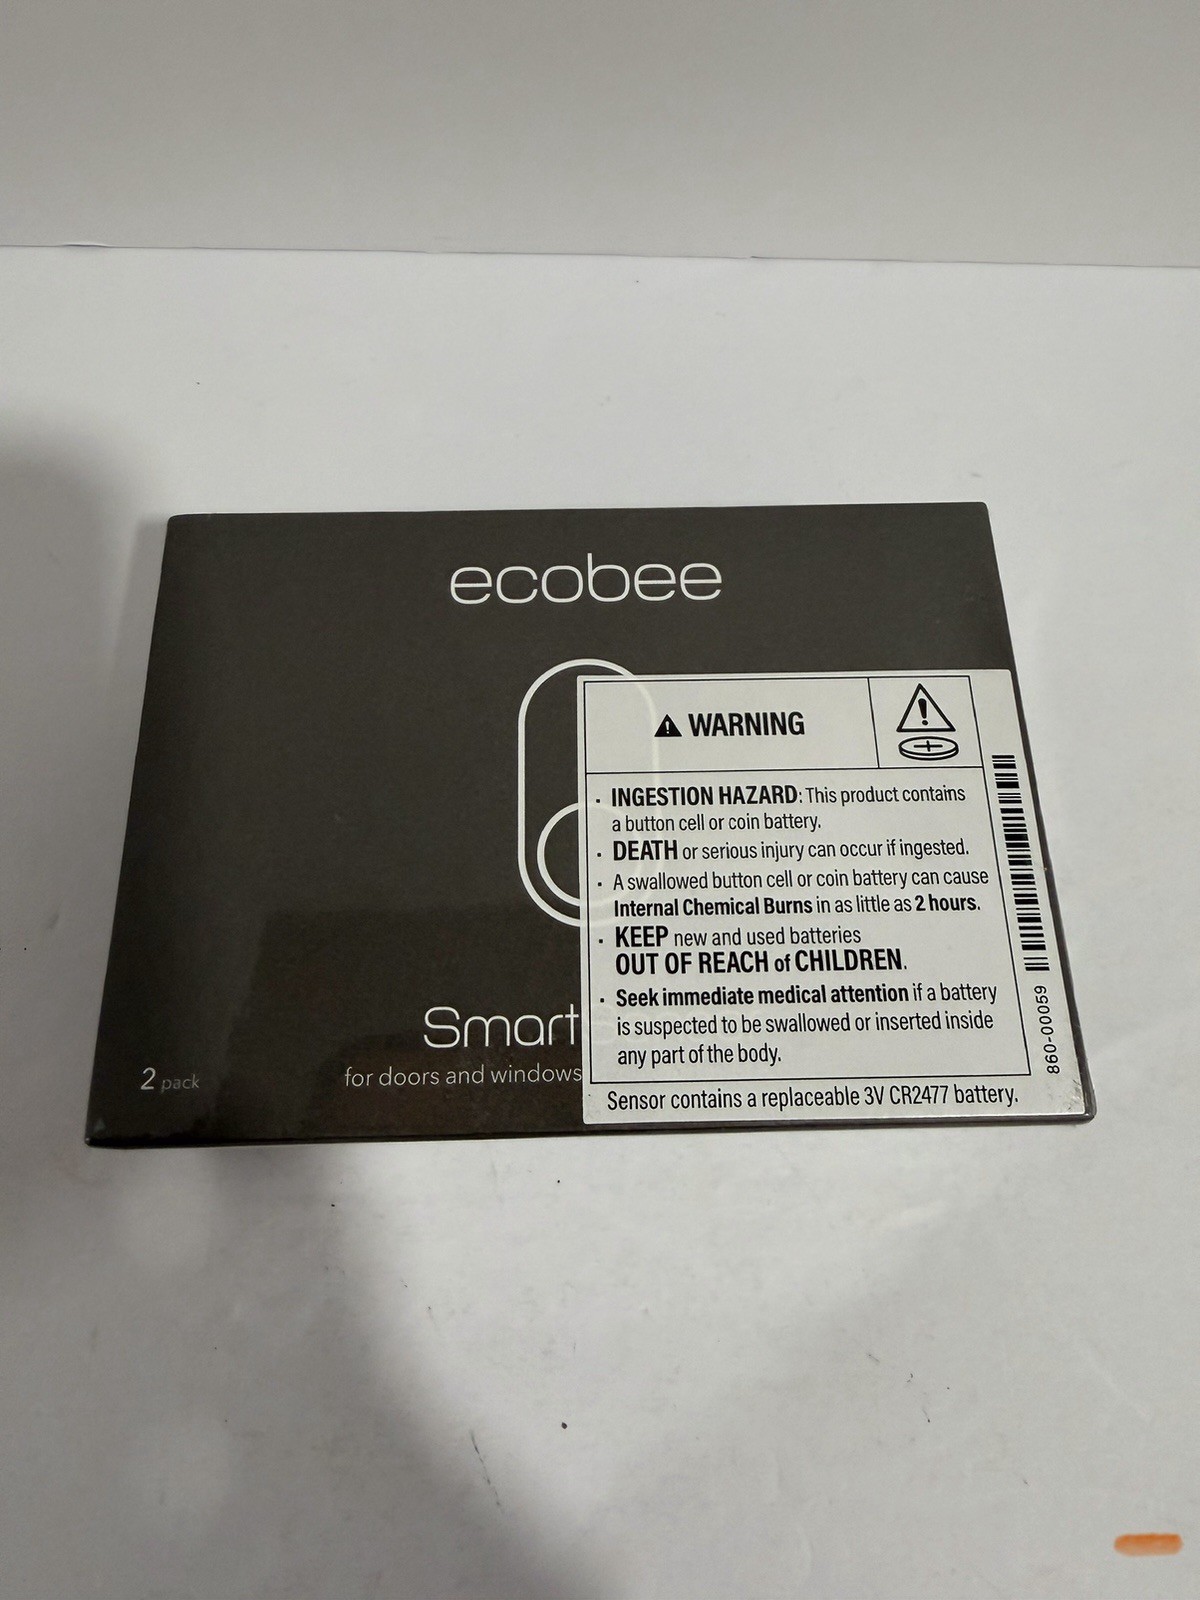 ecobee
WARNING
INGESTION HAZARD: This product contains
a button cell or coin battery.
DEATH or serious injury can occur if ingested.
A swallowed button cell or coin battery can cause
Internal Chemical Burns in as little as 2 hours.
KEEP new and used batteries
OUT OF REACH of CHILDREN.
Seek immediate medical attention if a battery
is suspected to be swallowed or inserted inside
any part of the body.
Sensor contains a replaceable 3V CR2477 battery.
860-00059
Smart
for doors and windows
2 pack